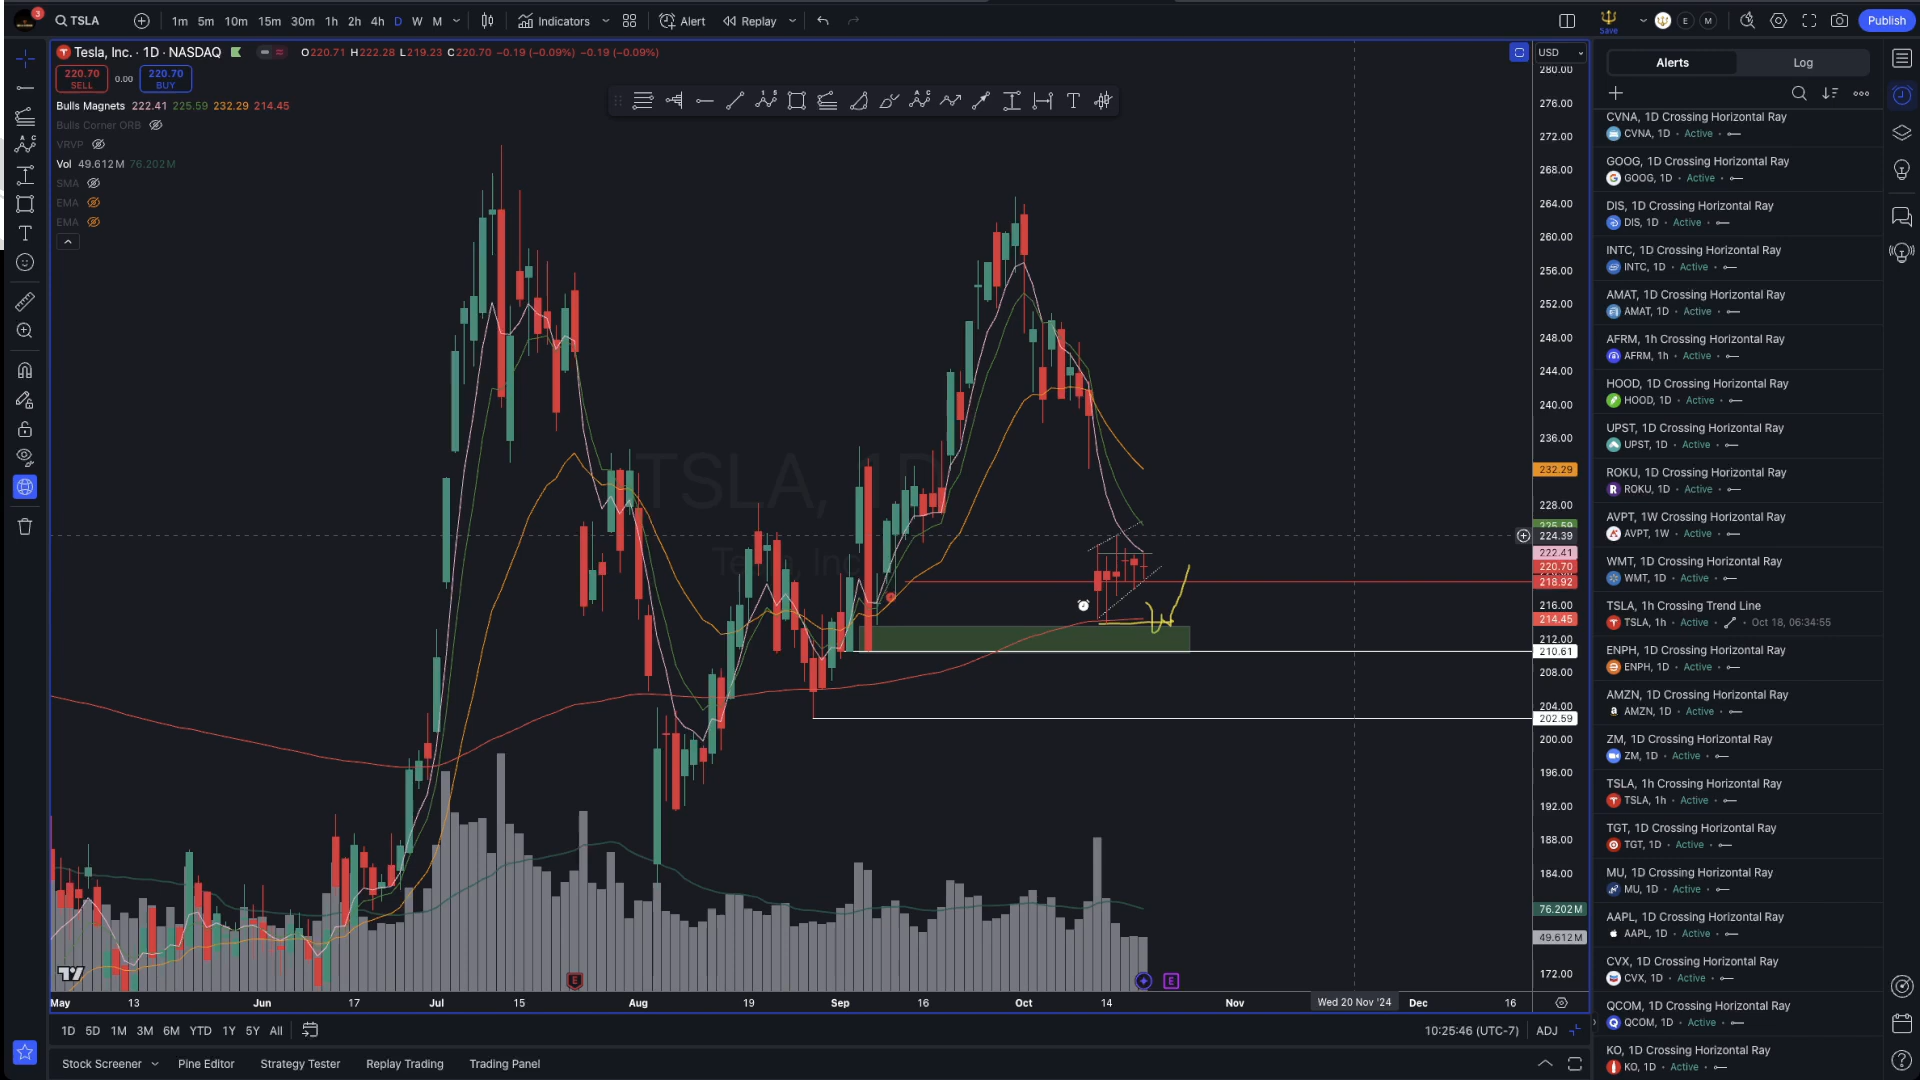 3
TSLA
1m 5m 10m 15m 30m 1h 2h 4h D W M
Indicators
Alert
Replay
Save
E
M
Publish
Tesla, Inc. · 1D · NASDAQ
O220.71 H222.28 L219.23 C220.70 −0.19 (−0.09%) −0.19 (−0.09%)
220.70
SELL
0.00
220.70
BUY
Bulls Magnets 222.41 225.59 232.29 214.45
Bulls Corner ORB
VRVP
Vol 49.612M 76.202M
SMA
EMA
EMA
TSLA, 1D
Tesla, Inc.
USD
280.00
276.00
272.00
268.00
264.00
260.00
256.00
252.00
248.00
244.00
240.00
236.00
232.29
228.00
225.59
224.39
222.41
220.70
218.92
216.00
214.45
212.00
210.61
208.00
204.00
202.59
200.00
196.00
192.00
188.00
184.00
76.202M
49.612M
172.00
E
E
May 13 Jun 17 Jul 15 Aug 19 Sep 16 Oct 14 Nov Wed 20 Nov '24 Dec 16
1D 5D 1M 3M 6M YTD 1Y 5Y All
10:25:46 (UTC-7) ADJ
Stock Screener
Pine Editor
Strategy Tester
Replay Trading
Trading Panel
Alerts
Log
CVNA, 1D Crossing Horizontal Ray
CVNA, 1D · Active ·
GOOG, 1D Crossing Horizontal Ray
GOOG, 1D · Active ·
DIS, 1D Crossing Horizontal Ray
DIS, 1D · Active ·
INTC, 1D Crossing Horizontal Ray
INTC, 1D · Active ·
AMAT, 1D Crossing Horizontal Ray
AMAT, 1D · Active ·
AFRM, 1h Crossing Horizontal Ray
AFRM, 1h · Active ·
HOOD, 1D Crossing Horizontal Ray
HOOD, 1D · Active ·
UPST, 1D Crossing Horizontal Ray
UPST, 1D · Active ·
ROKU, 1D Crossing Horizontal Ray
ROKU, 1D · Active ·
AVPT, 1W Crossing Horizontal Ray
AVPT, 1W · Active ·
WMT, 1D Crossing Horizontal Ray
WMT, 1D · Active ·
TSLA, 1h Crossing Trend Line
TSLA, 1h · Active · Oct 18, 06:34:55
ENPH, 1D Crossing Horizontal Ray
ENPH, 1D · Active ·
AMZN, 1D Crossing Horizontal Ray
AMZN, 1D · Active ·
ZM, 1D Crossing Horizontal Ray
ZM, 1D · Active ·
TSLA, 1h Crossing Horizontal Ray
TSLA, 1h · Active ·
TGT, 1D Crossing Horizontal Ray
TGT, 1D · Active ·
MU, 1D Crossing Horizontal Ray
MU, 1D · Active ·
AAPL, 1D Crossing Horizontal Ray
AAPL, 1D · Active ·
CVX, 1D Crossing Horizontal Ray
CVX, 1D · Active ·
QCOM, 1D Crossing Horizontal Ray
QCOM, 1D · Active ·
KO, 1D Crossing Horizontal Ray
KO, 1D · Active ·